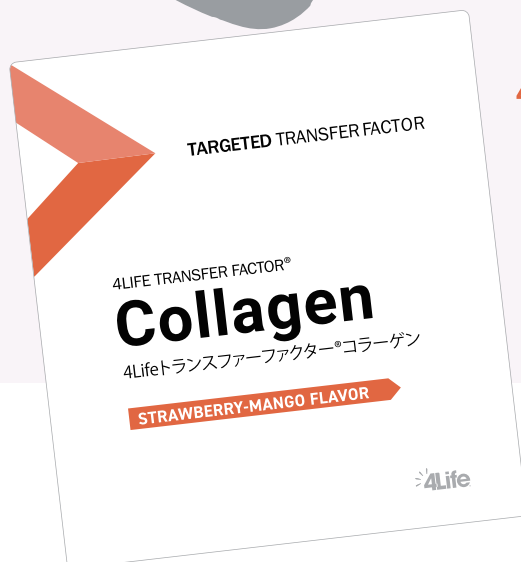 TARGETED TRANSFER FACTOR
4LIFE TRANSFER FACTOR®
Collagen
4Lifeトランスファーファクター®コラーゲン
STRAWBERRY-MANGO FLAVOR
4Life